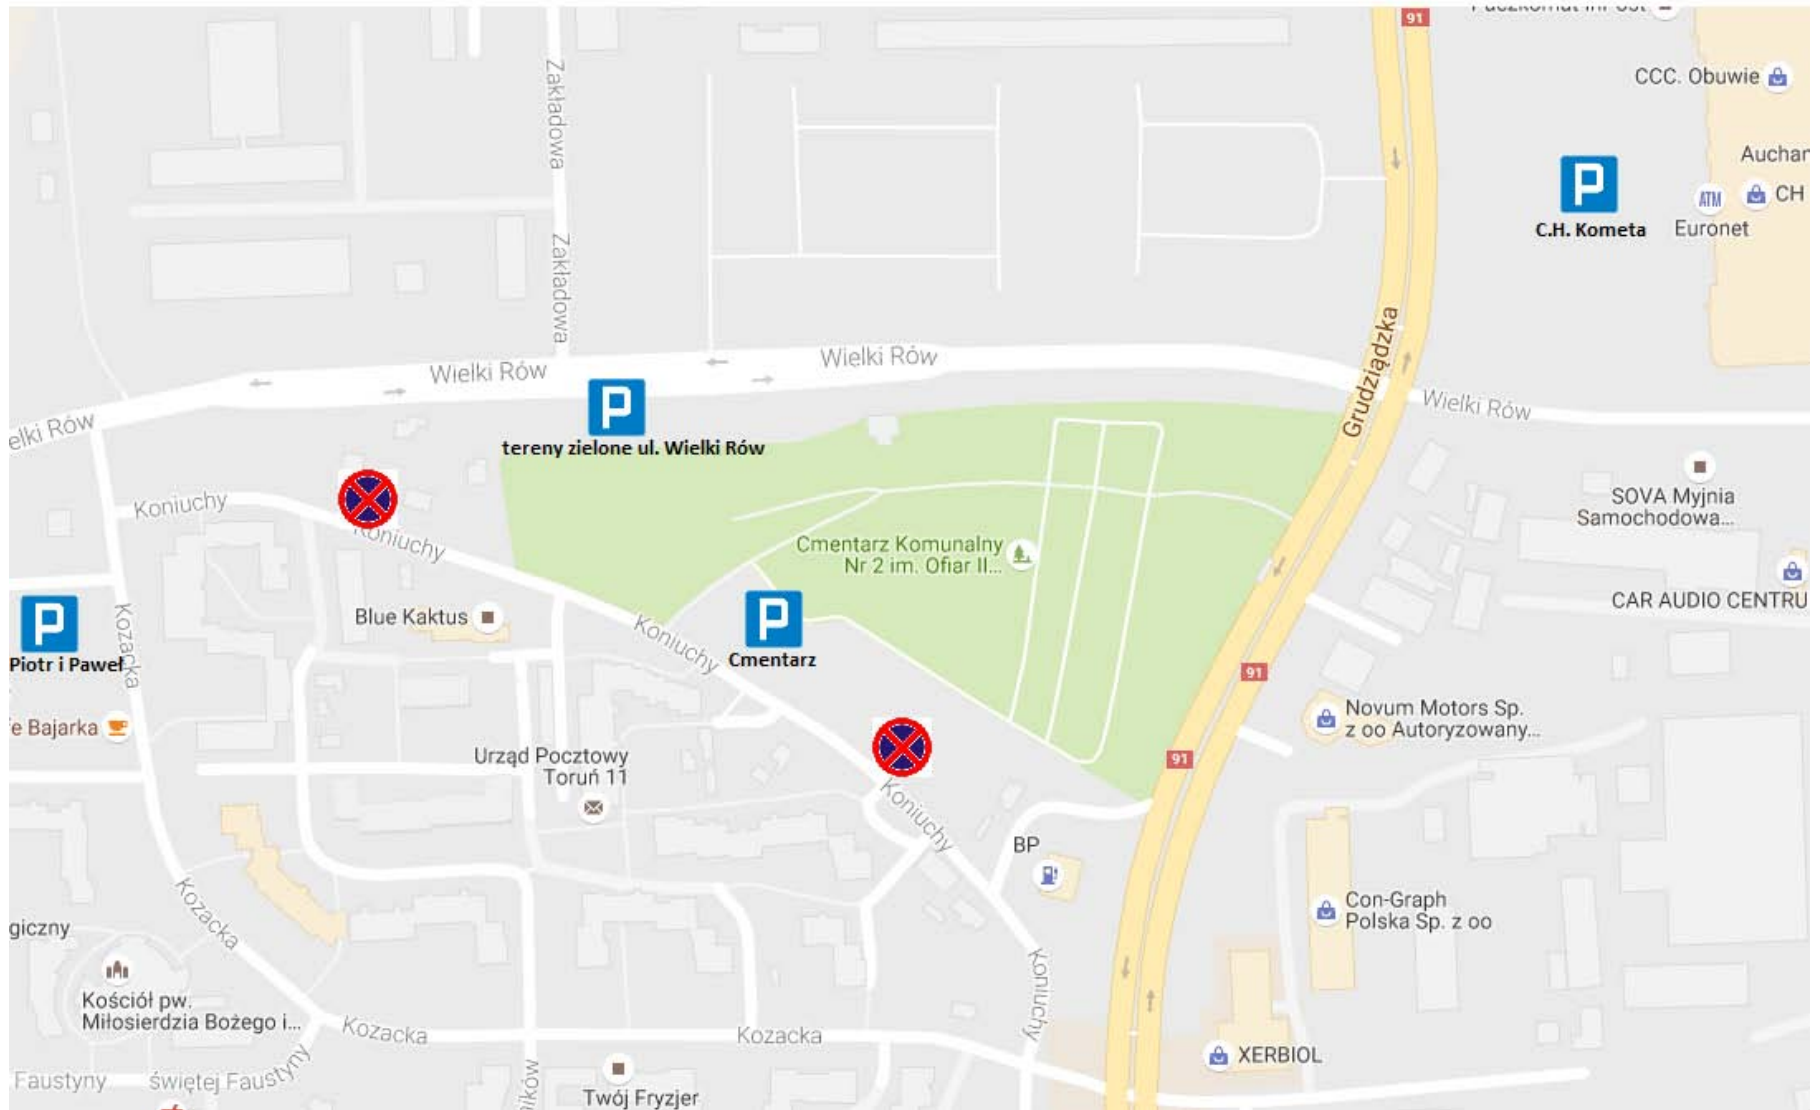 91
CCC. Obuwie
Zakładowa
Auchan
P
CH
ATM
C.H. Kometa
Euronet
Zakładowa
Grudziądzka
Wielki Rów
Wielki Rów
P
Wielki Rów
elki Rów
tereny zielone ul. Wielki Rów
Koniuchy
SOVA Myjnia
Samochodowa...
Koniuchy
Cmentarz Komunalny
Nr 2 im. Ofiar II...
P
P
Kozacka
Blue Kaktus
CAR AUDIO CENTRU
Koniuchy
Piotr i Paweł
Cmentarz
91
e Bajarka
Novum Motors Sp.
z oo Autoryzowany...
Urząd Pocztowy
Toruń 11
91
Koniuchy
BP
Kozacka
Con-Graph
Polska Sp. z oo
giczny
Koniuchy
Kościół pw.
Miłosierdzia Bożego i...
Kozacka
Kozacka
XERBIOL
Faustyny
świętej Faustyny
ików
Twój Fryzjer